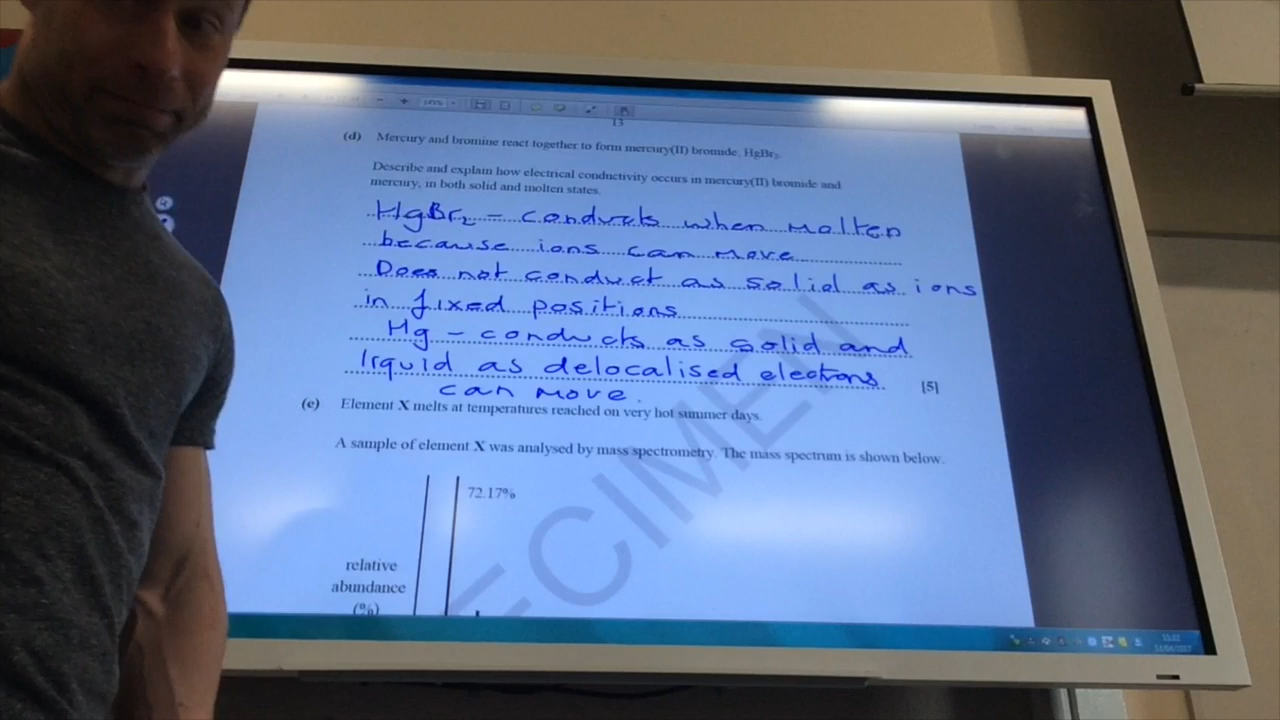 145%
13
(d) Mercury and bromine react together to form mercury(II) bromide, HgBr₂.
Describe and explain how electrical conductivity occurs in mercury(II) bromide and
mercury, in both solid and molten states.
HgBr₂ – conducts when molten
because ions can move
Does not conduct as solid as ions
in fixed positions
Hg – conducts as solid and
liquid as delocalised electrons
can move.
[5]
(e) Element X melts at temperatures reached on very hot summer days.
A sample of element X was analysed by mass spectrometry. The mass spectrum is shown below.
72.17%
relative
abundance
(%)
ECIMEN